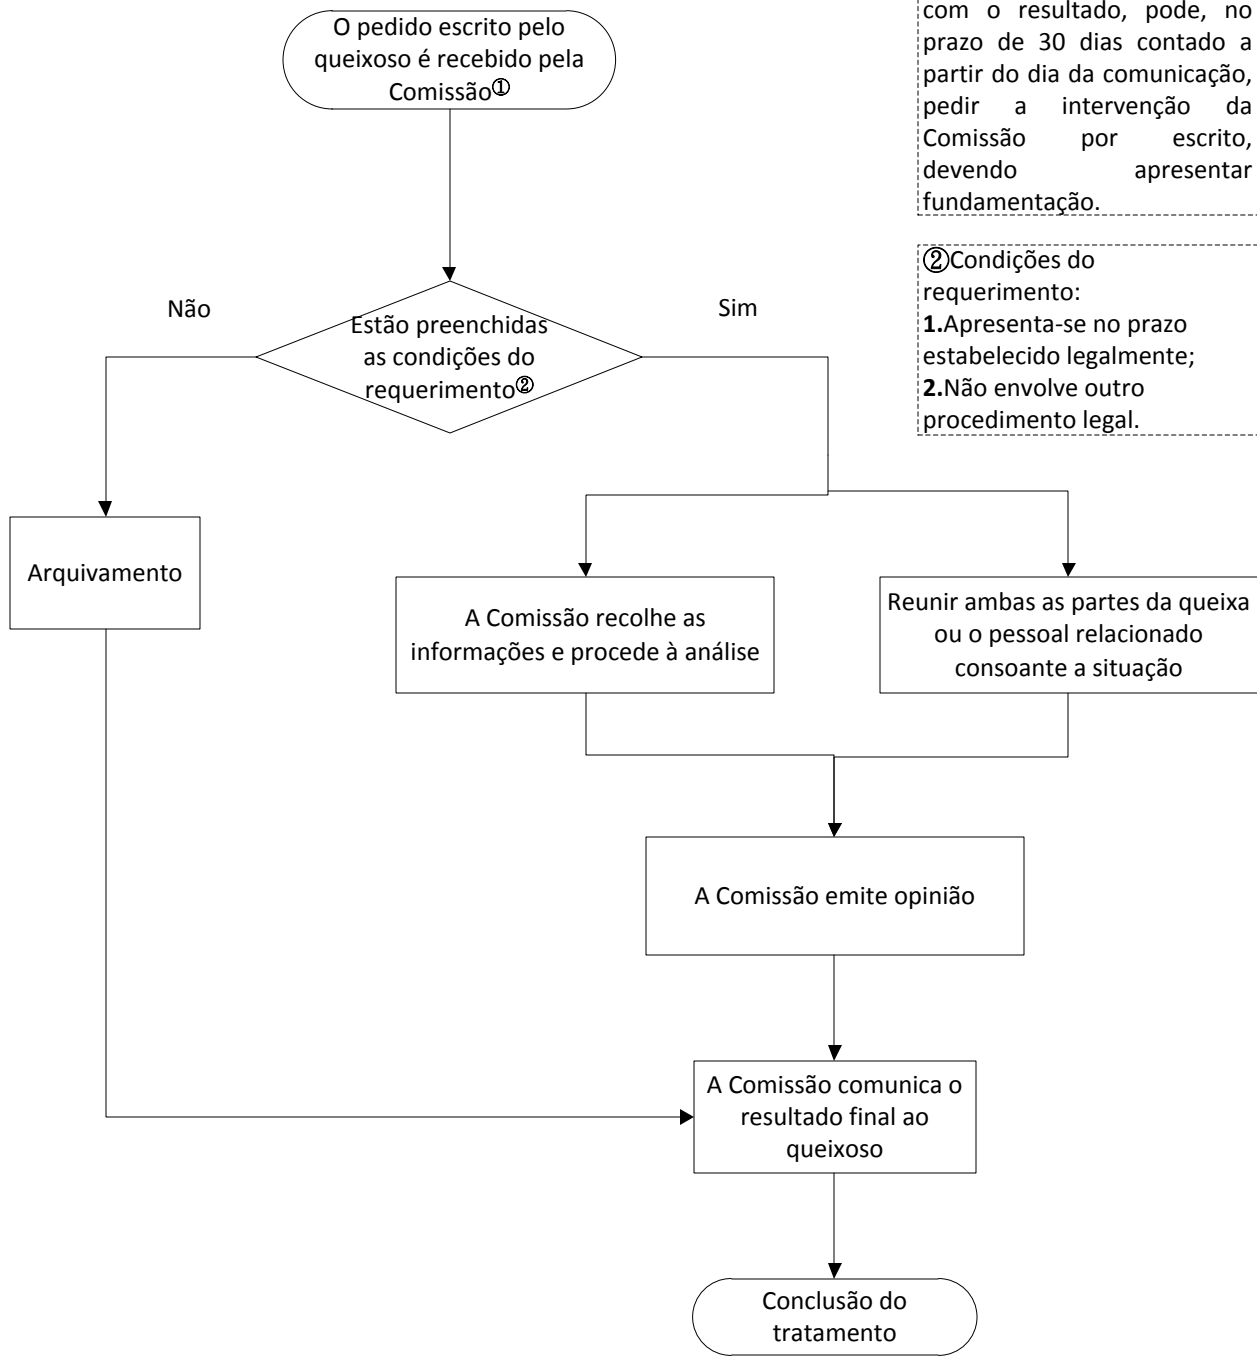 O pedido escrito pelo
queixoso é recebido pela
Comissão①
com o resultado, pode, no
prazo de 30 dias contado a
partir do dia da comunicação,
pedir a intervenção da
Comissão por escrito,
devendo apresentar
fundamentação.
②Condições do
requerimento:
1.Apresenta-se no prazo
estabelecido legalmente;
2.Não envolve outro
procedimento legal.
Não
Sim
Estão preenchidas
as condições do
requerimento②
Arquivamento
A Comissão recolhe as
informações e procede à análise
Reunir ambas as partes da queixa
ou o pessoal relacionado
consoante a situação
A Comissão emite opinião
A Comissão comunica o
resultado final ao
queixoso
Conclusão do
tratamento